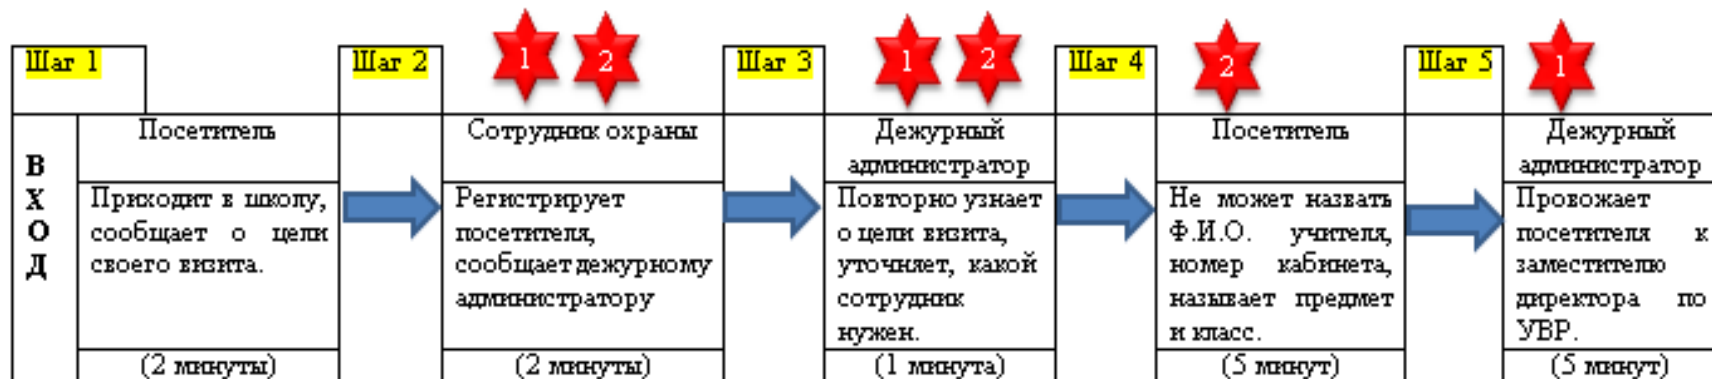 Шаг 1
Шаг 2
1
2
Шаг 3
1
2
Шаг 4
2
Шаг 5
1
В
Х
О
Д
Посетитель
Приходит в школу,
сообщает о цели
своего визита.
(2 минуты)
Сотрудник охраны
Регистрирует
посетителя,
сообщает дежурному
администратору
(2 минуты)
Дежурный
администратор
Повторно узнает
о цели визита,
уточняет, какой
сотрудник
нужен.
(1 минута)
Посетитель
Не может назвать
Ф.И.О. учителя,
номер кабинета,
называет предмет
и класс.
(5 минут)
Дежурный
администратор
Провожает
посетителя к
заместителю
директора по
УВР.
(5 минут)